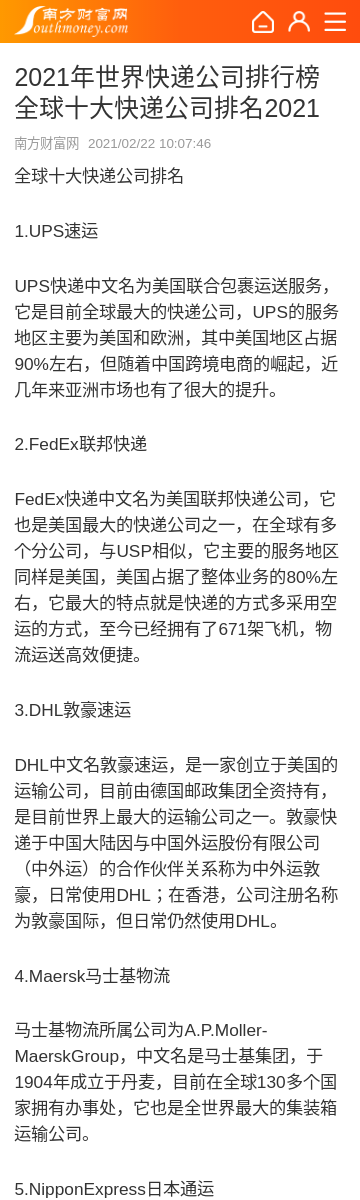 南方财富网
Southmoney.com
2021年世界快递公司排行榜
全球十大快递公司排名2021
南方财富网 2021/02/22 10:07:46
全球十大快递公司排名
1.UPS速运
UPS快递中文名为美国联合包裹运送服务，
它是目前全球最大的快递公司，UPS的服务
地区主要为美国和欧洲，其中美国地区占据
90%左右，但随着中国跨境电商的崛起，近
几年来亚洲市场也有了很大的提升。
2.FedEx联邦快递
FedEx快递中文名为美国联邦快递公司，它
也是美国最大的快递公司之一，在全球有多
个分公司，与USP相似，它主要的服务地区
同样是美国，美国占据了整体业务的80%左
右，它最大的特点就是快递的方式多采用空
运的方式，至今已经拥有了671架飞机，物
流运送高效便捷。
3.DHL敦豪速运
DHL中文名敦豪速运，是一家创立于美国的
运输公司，目前由德国邮政集团全资持有，
是目前世界上最大的运输公司之一。敦豪快
递于中国大陆因与中国外运股份有限公司
（中外运）的合作伙伴关系称为中外运敦
豪，日常使用DHL；在香港，公司注册名称
为敦豪国际，但日常仍然使用DHL。
4.Maersk马士基物流
马士基物流所属公司为A.P.Moller-
MaerskGroup，中文名是马士基集团，于
1904年成立于丹麦，目前在全球130多个国
家拥有办事处，它也是全世界最大的集装箱
运输公司。
5.NipponExpress日本通运